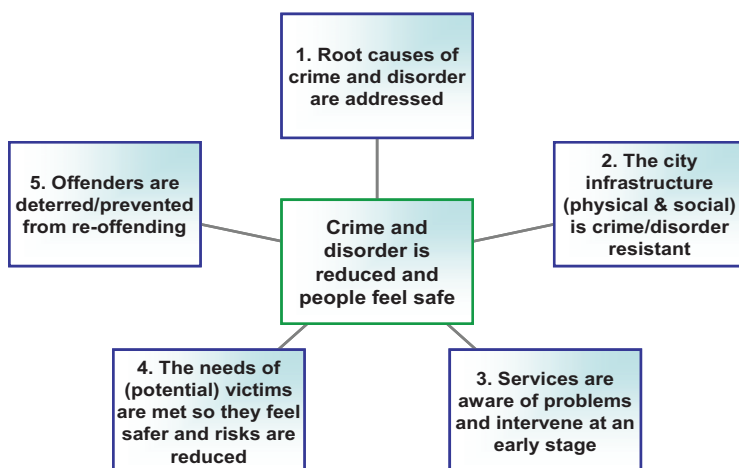 1. Root causes of
crime and disorder
are addressed
2. The city
infrastructure
(physical & social)
is crime/disorder
resistant
3. Services are
aware of problems
and intervene at an
early stage
4. The needs of
(potential) victims
are met so they feel
safer and risks are
reduced
5. Offenders are
deterred/prevented
from re-offending
Crime and
disorder is
reduced and
people feel safe